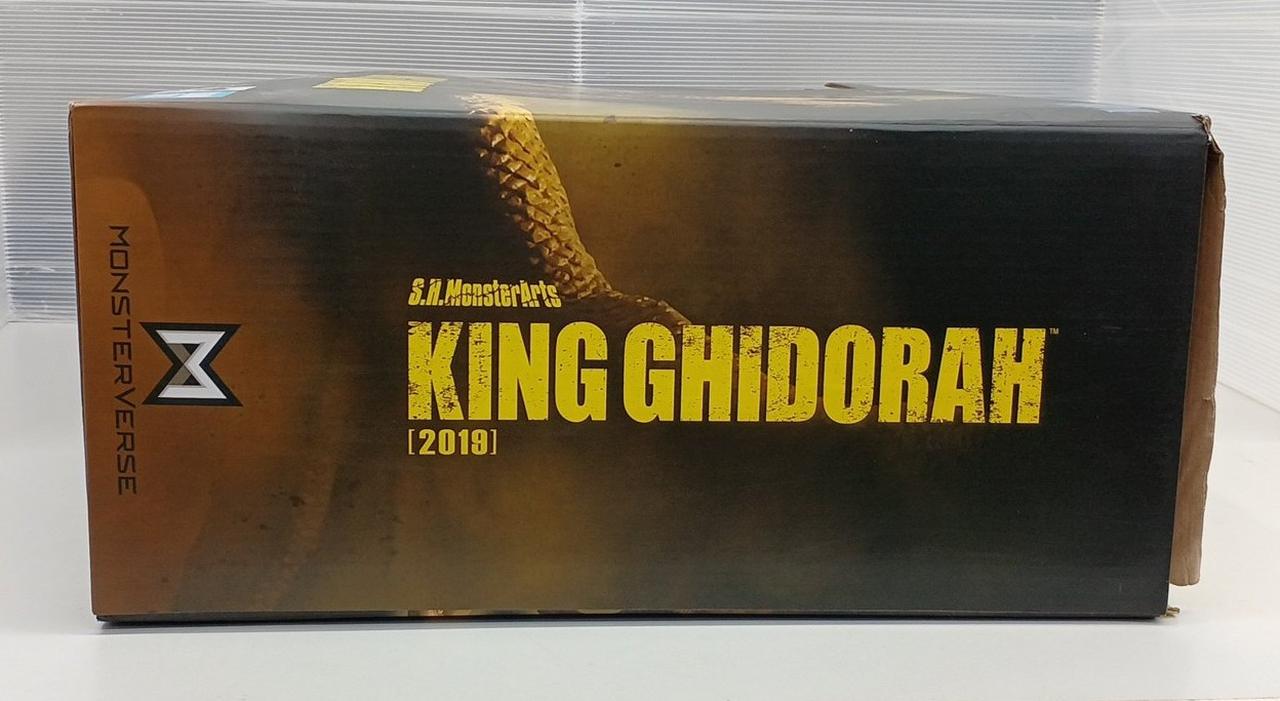 MONSTERVERSE
S.H.MonsterArts
KING GHIDORAH™
[2019]